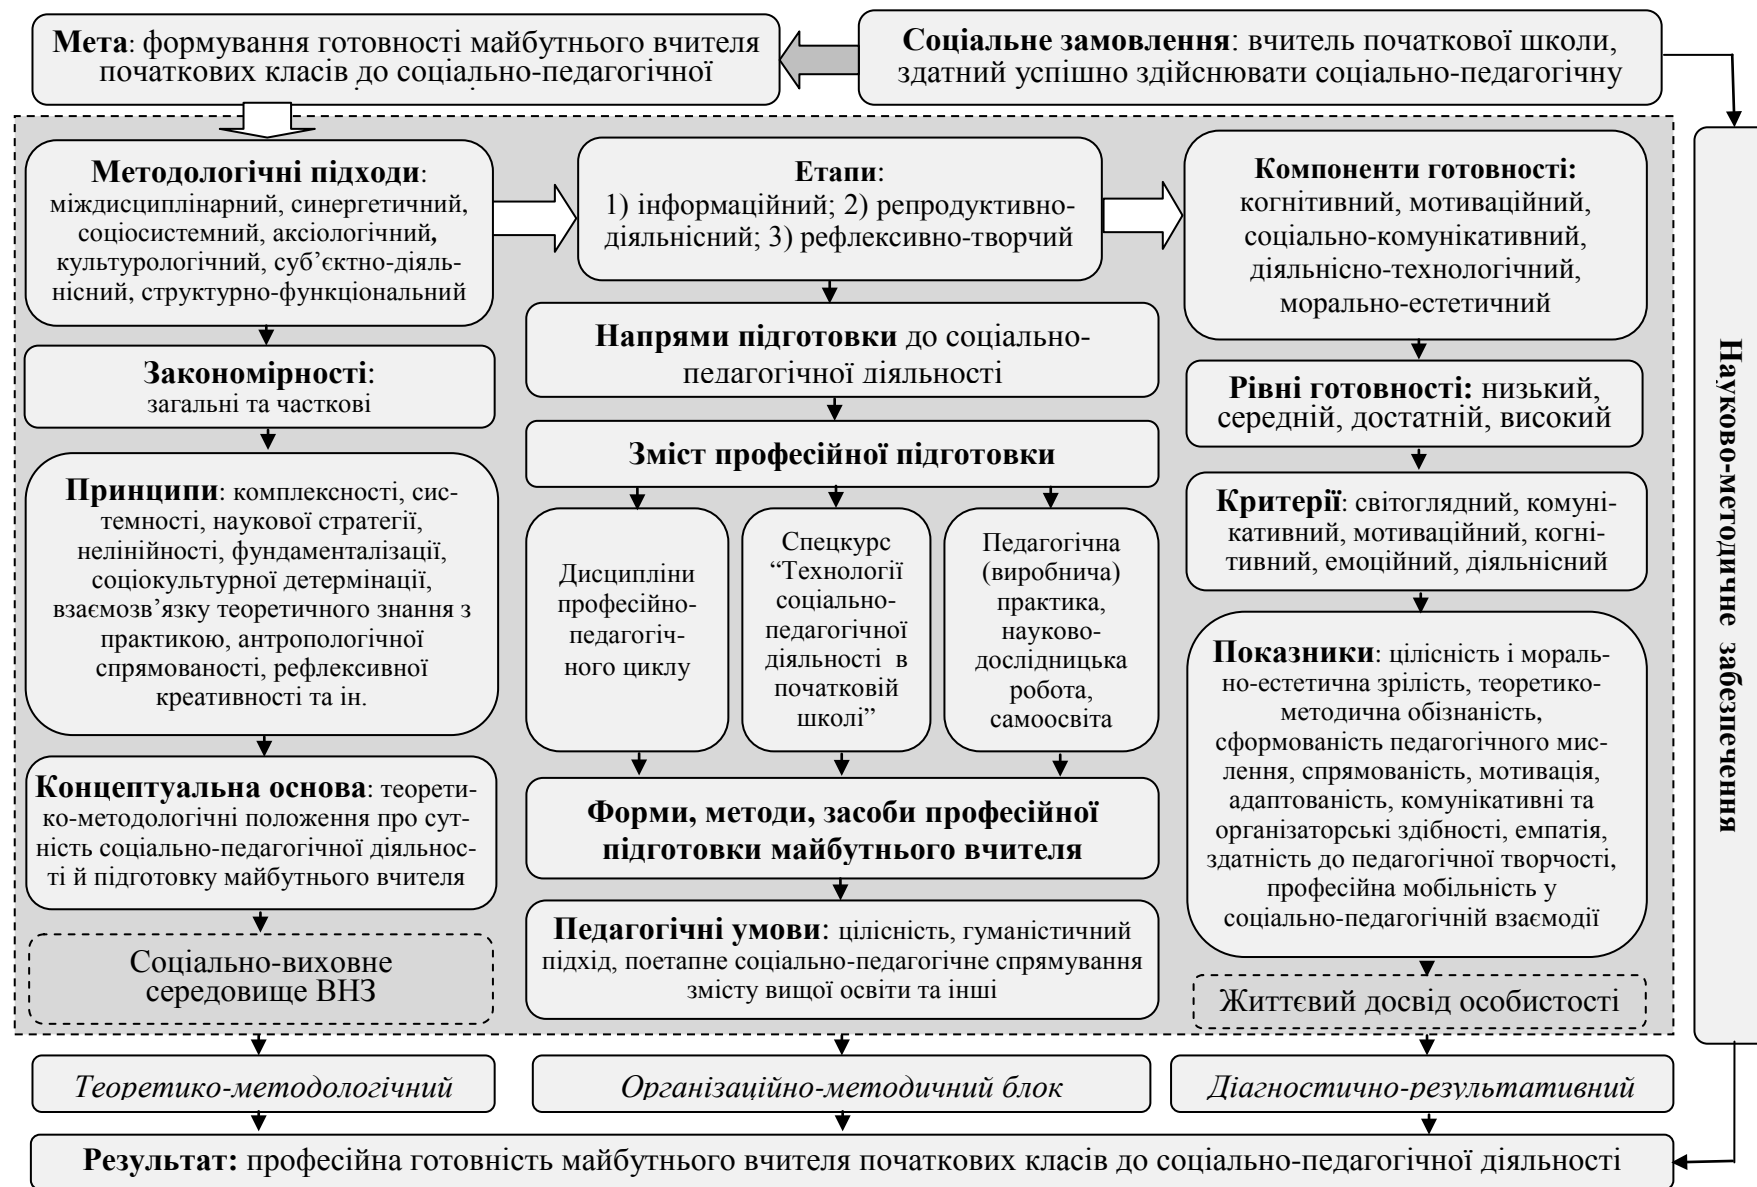 Мета: формування готовності майбутнього вчителя
початкових класів до соціально-педагогічної
Соціальне замовлення: вчитель початкової школи,
здатний успішно здійснювати соціально-педагогічну
Методологічні підходи:
міждисциплінарний, синергетичний,
соціосистемний, аксіологічний,
культурологічний, суб’єктно-діяль-
нісний, структурно-функціональний
Закономірності:
загальні та часткові
Принципи: комплексності, сис-
темності, наукової стратегії,
нелінійності, фундаменталізації,
соціокультурної детермінації,
взаємозв’язку теоретичного знання з
практикою, антропологічної
спрямованості, рефлексивної
креативності та ін.
Концептуальна основа: теорети-
ко-методологічні положення про сут-
ність соціально-педагогічної діяльнос-
ті й підготовку майбутнього вчителя
Соціально-виховне
середовище ВНЗ
Етапи:
1) інформаційний; 2) репродуктивно-
діяльнісний; 3) рефлексивно-творчий
Напрями підготовки до соціально-
педагогічної діяльності
Зміст професійної підготовки
Дисципліни
професійно-
педагогіч-
ного циклу
Спецкурс
“Технології
соціально-
педагогічної
діяльності в
початковій
школі”
Педагогічна
(виробнича)
практика,
науково-
дослідницька
робота,
самоосвіта
Форми, методи, засоби професійної
підготовки майбутнього вчителя
Педагогічні умови: цілісність, гуманістичний
підхід, поетапне соціально-педагогічне спрямування
змісту вищої освіти та інші
Компоненти готовності:
когнітивний, мотиваційний,
соціально-комунікативний,
діяльнісно-технологічний,
морально-естетичний
Рівні готовності: низький,
середній, достатній, високий
Критерії: світоглядний, комуні-
кативний, мотиваційний, когні-
тивний, емоційний, діяльнісний
Показники: цілісність і мораль-
но-естетична зрілість, теоретико-
методична обізнаність,
сформованість педагогічного мис-
лення, спрямованість, мотивація,
адаптованість, комунікативні та
організаторські здібності, емпатія,
здатність до педагогічної творчості,
професійна мобільність у
соціально-педагогічній взаємодії
Життєвий досвід особистості
Науково-методичне забезпечення
Теоретико-методологічний
Організаційно-методичний блок
Діагностично-результативний
Результат: професійна готовність майбутнього вчителя початкових класів до соціально-педагогічної діяльності